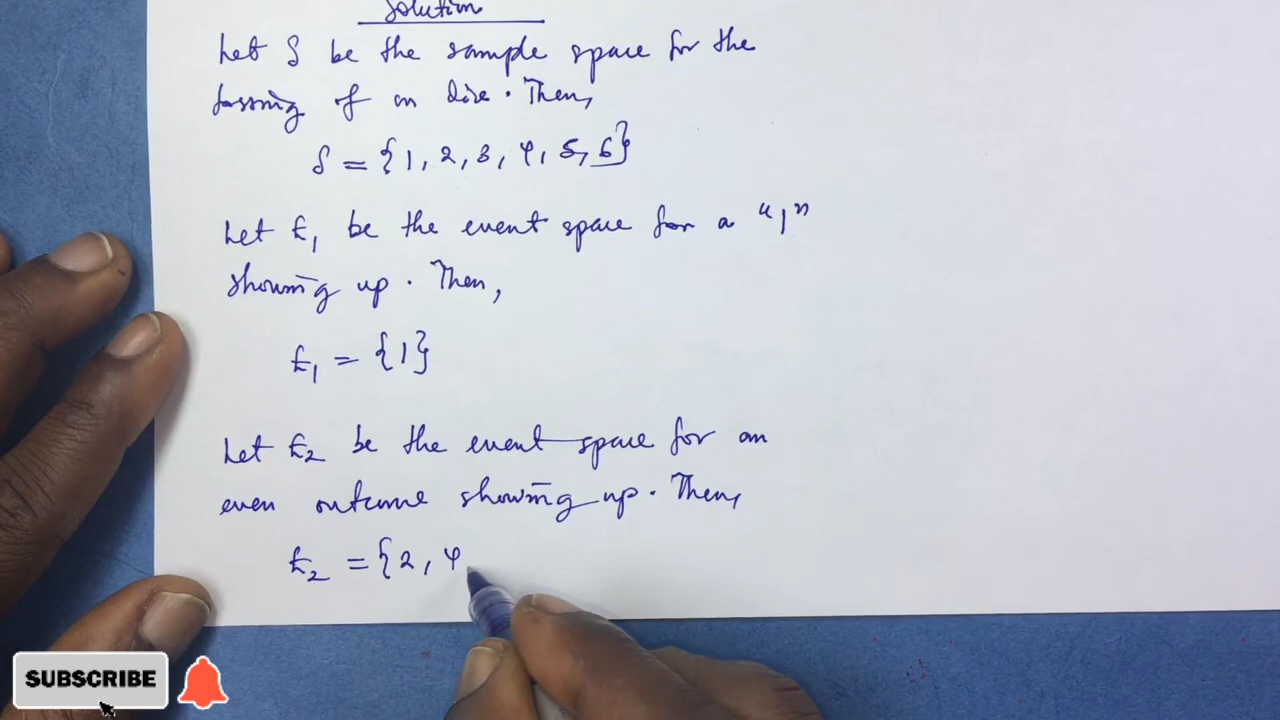 Solution
Let S be the sample space for the
tossing of an dice. Then,
S = {1, 2, 3, 4, 5, 6}
Let E₁ be the event space for a "1"
showing up. Then,
E₁ = {1}
Let E₂ be the event space for an
even outcome showing up. Then,
E₂ = {2, 4
SUBSCRIBE